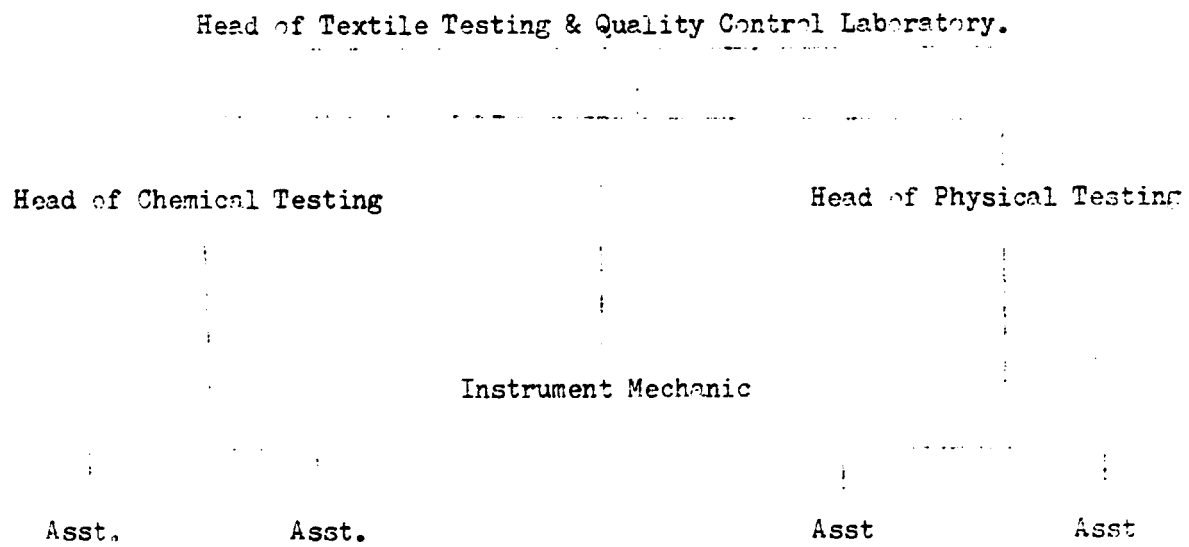 Head of Textile Testing & Quality Control Laboratory.
Head of Chemical Testing Head of Physical Testing
Instrument Mechanic
Asst. Asst. Asst Asst